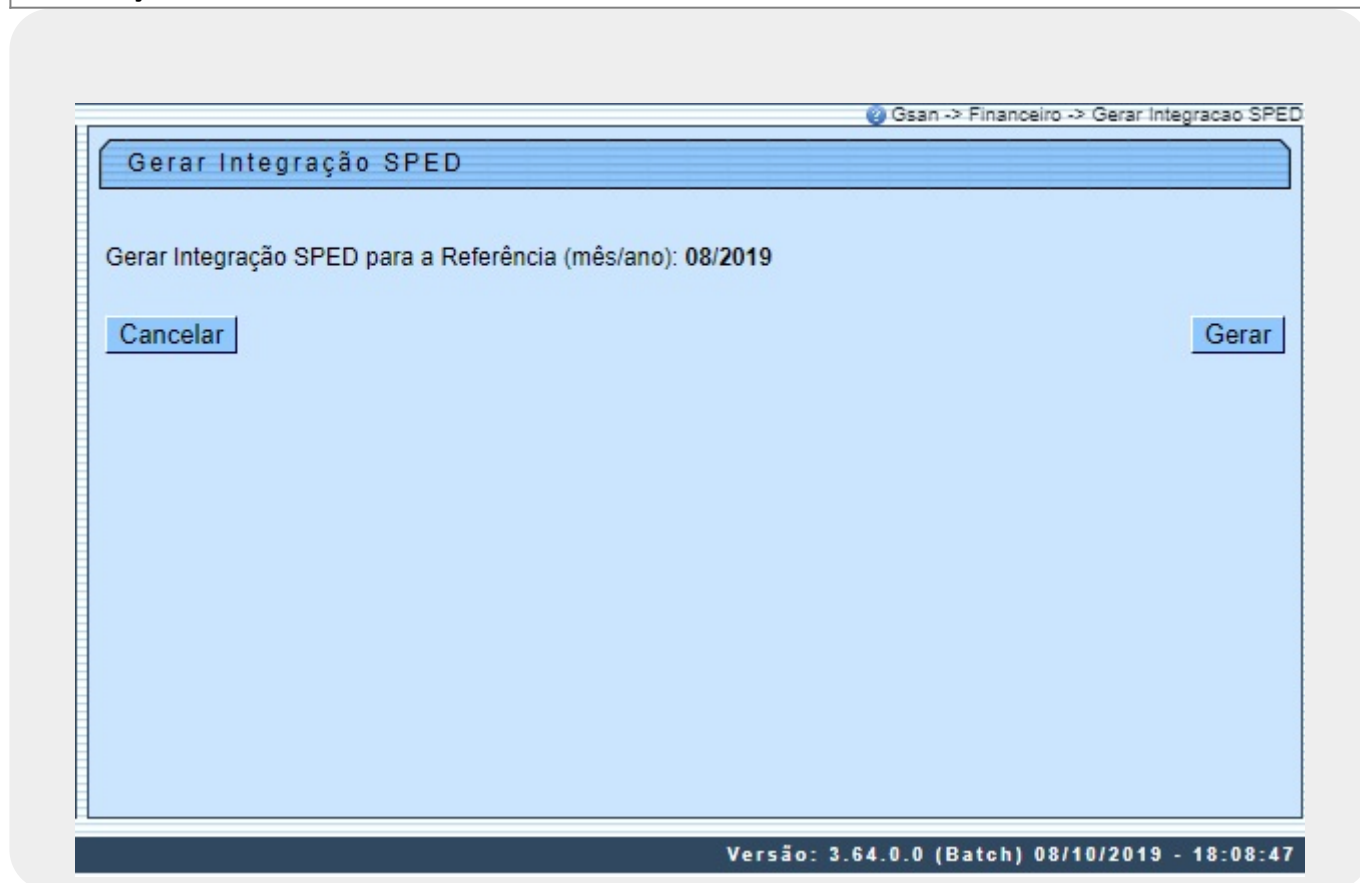 Gsan -> Financeiro -> Gerar Integracao SPED
Gerar Integração SPED
Gerar Integração SPED para a Referência (mês/ano): 08/2019
Cancelar
Gerar
Versão: 3.64.0.0 (Batch) 08/10/2019 - 18:08:47